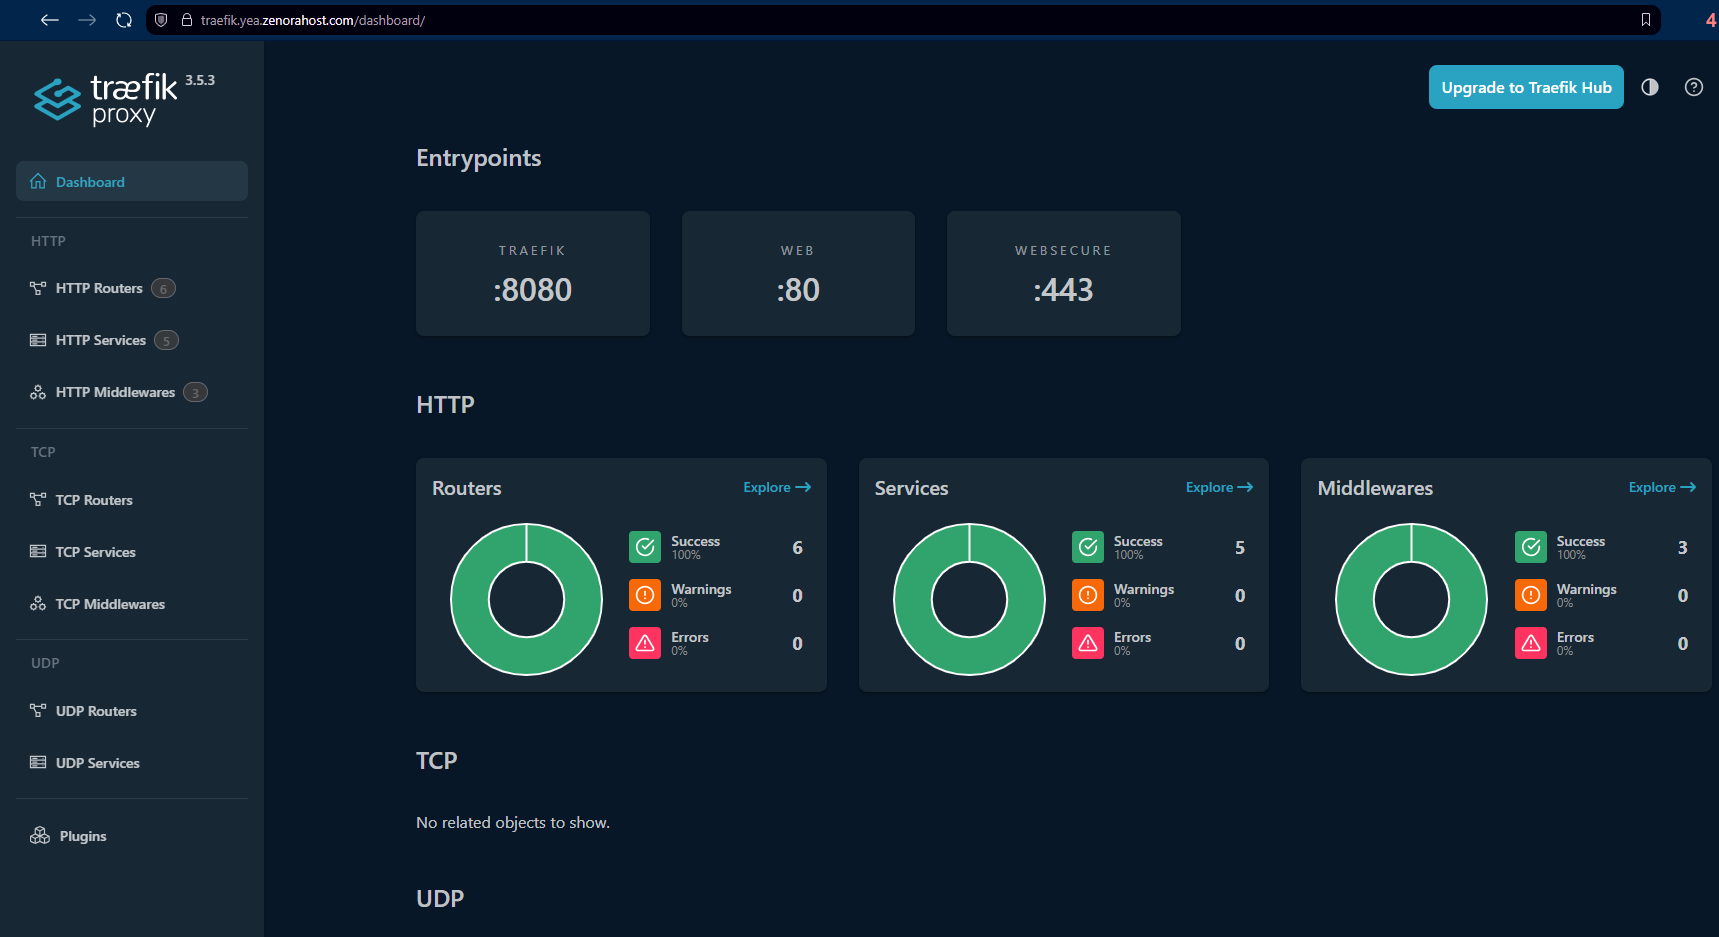 traefik.yea.zenorahost.com/dashboard/
4
træfik 3.5.3
proxy
Upgrade to Traefik Hub
Dashboard
HTTP
HTTP Routers 6
HTTP Services 5
HTTP Middlewares 3
TCP
TCP Routers
TCP Services
TCP Middlewares
UDP
UDP Routers
UDP Services
Plugins
Entrypoints
TRAEFIK
:8080
WEB
:80
WEBSECURE
:443
HTTP
Routers Explore
Success 6
100%
Warnings 0
0%
Errors 0
0%
Services Explore
Success 5
100%
Warnings 0
0%
Errors 0
0%
Middlewares Explore
Success 3
100%
Warnings 0
0%
Errors 0
0%
TCP
No related objects to show.
UDP